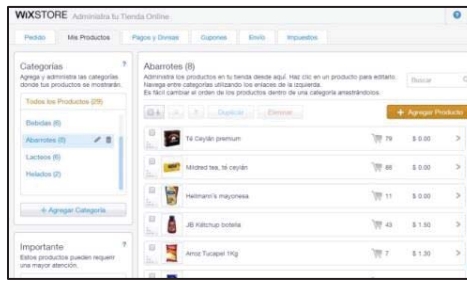 WiXSTORE Administra tu Tienda Online
Pedido Mis Productos Pagos y Divisas Cupones Envío Impuestos
Categorías ?
Agrega y administra las categorías
donde tus productos se mostrarán.
Todos los Productos (29)
Bebidas (6)
Abarrotes (8)
Lacteos (6)
Helados (2)
+ Agregar Categoría
Importante ?
Estos productos pueden requerir
una mayor atención.
Abarrotes (8)
Administra los productos en tu tienda desde aquí. Haz clic en un producto para editarlo.
Navega entre categorías utilizando los enlaces de la izquierda.
Es fácil cambiar el orden de los productos dentro de una categoría arrastrándolos.
Buscar
Duplicar Eliminar + Agregar Producto
Té Ceylán premium 79 $ 0.00
Mildred tea, té ceylán 86 $ 0.00
Hellmann's mayonesa 11 $ 0.00
JB Kétchup botella 43 $ 1.50
Arroz Tucapel 1Kg 7 $ 1.30